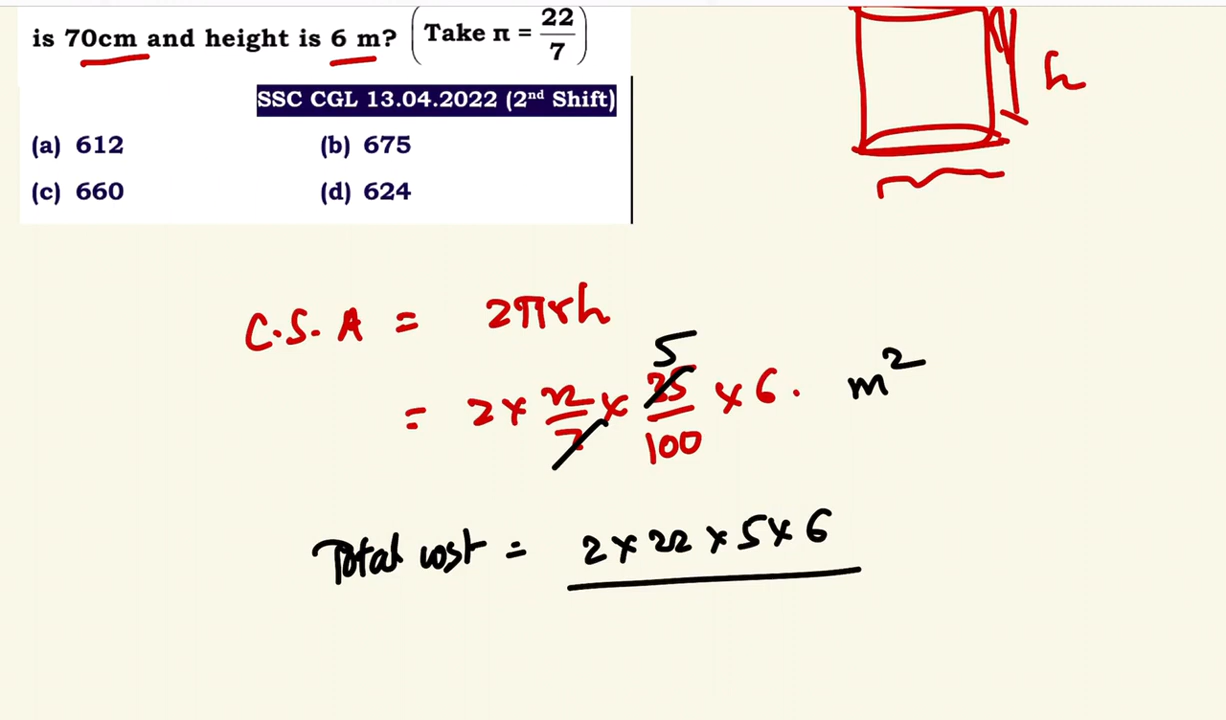 is 70cm and height is 6 m? (Take π = 22/7)
h
SSC CGL 13.04.2022 (2nd Shift)
(a) 612 (b) 675
(c) 660 (d) 624
C.S.A = 2πrh
5
= 2 × 22/7 × 35/100 × 6. m²
Total cost = 2 × 22 × 5 × 6